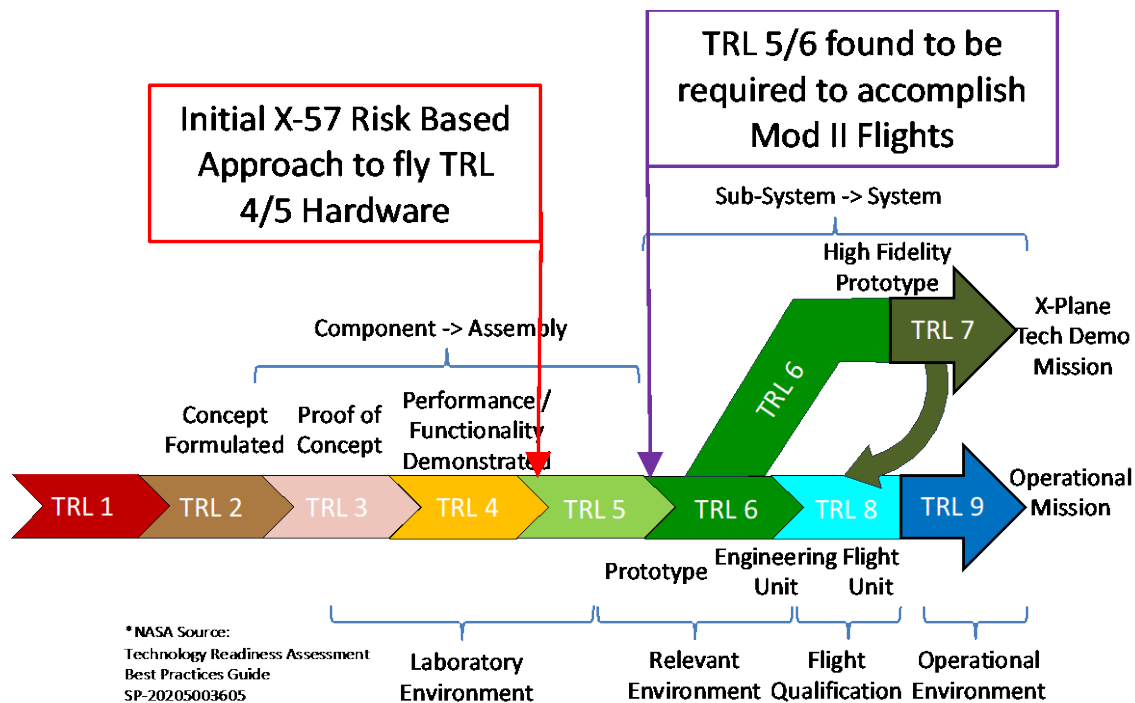 Initial X-57 Risk Based
Approach to fly TRL
4/5 Hardware
TRL 5/6 found to be
required to accomplish
Mod II Flights
Sub-System -> System
High Fidelity
Prototype
TRL 7
X-Plane
Tech Demo
Mission
TRL 6
Component -> Assembly
Concept
Formulated
Proof of
Concept
Performance /
Functionality
Demonstrated
TRL 1
TRL 2
TRL 3
TRL 4
TRL 5
TRL 6
TRL 8
TRL 9
Operational
Mission
Prototype
Engineering
Unit
Flight
Unit
*NASA Source:
Technology Readiness Assessment
Best Practices Guide
SP-20205003605
Laboratory
Environment
Relevant
Environment
Flight
Qualification
Operational
Environment